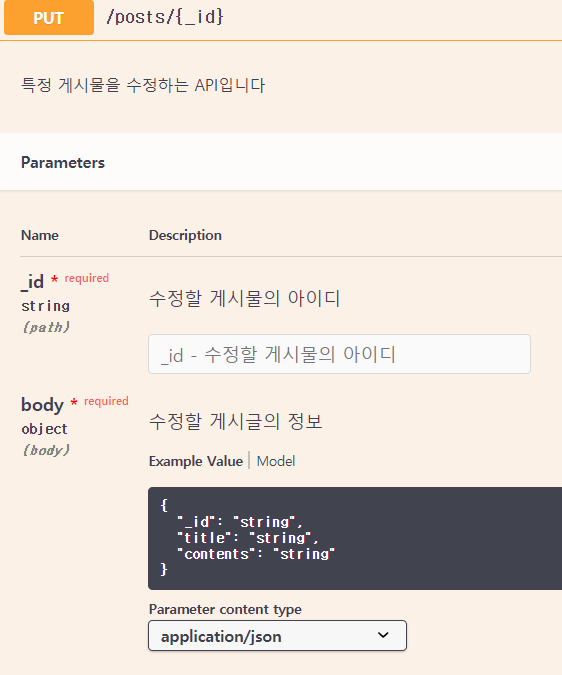 PUT /posts/{_id}
특정 게시물을 수정하는 API입니다
Parameters
Name Description
_id * required
string
(path)
수정할 게시물의 아이디
_id - 수정할 게시물의 아이디
body * required
object
(body)
수정할 게시글의 정보
Example Value | Model
{
  "_id": "string",
  "title": "string",
  "contents": "string"
}
Parameter content type
application/json